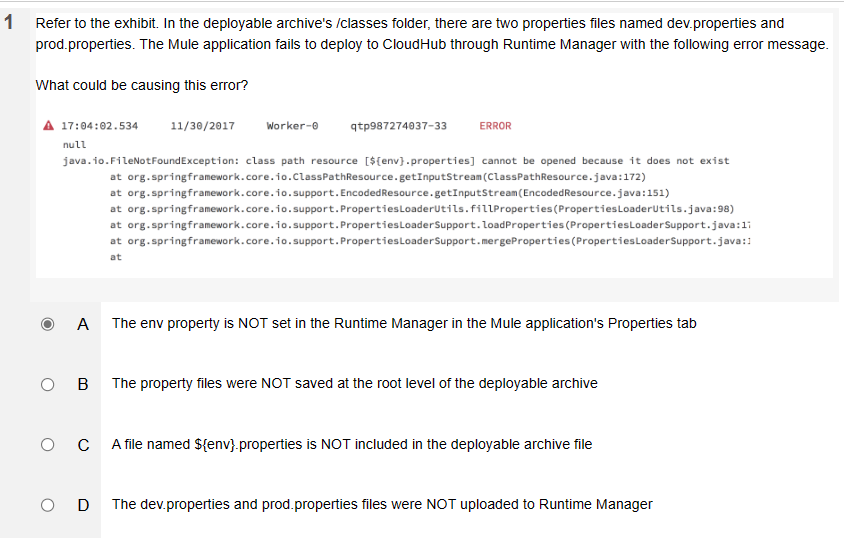 1 Refer to the exhibit. In the deployable archive's /classes folder, there are two properties files named dev.properties and
prod.properties. The Mule application fails to deploy to CloudHub through Runtime Manager with the following error message.
What could be causing this error?
17:04:02.534 11/30/2017 Worker-0 qtp987274037-33 ERROR
null
java.io.FileNotFoundException: class path resource [${env}.properties] cannot be opened because it does not exist
at org.springframework.core.io.ClassPathResource.getInputStream(ClassPathResource.java:172)
at org.springframework.core.io.support.EncodedResource.getInputStream(EncodedResource.java:151)
at org.springframework.core.io.support.PropertiesLoaderUtils.fillProperties(PropertiesLoaderUtils.java:98)
at org.springframework.core.io.support.PropertiesLoaderSupport.loadProperties(PropertiesLoaderSupport.java:1
at org.springframework.core.io.support.PropertiesLoaderSupport.mergeProperties(PropertiesLoaderSupport.java:
at
A The env property is NOT set in the Runtime Manager in the Mule application's Properties tab
B The property files were NOT saved at the root level of the deployable archive
C A file named ${env}.properties is NOT included in the deployable archive file
D The dev.properties and prod.properties files were NOT uploaded to Runtime Manager